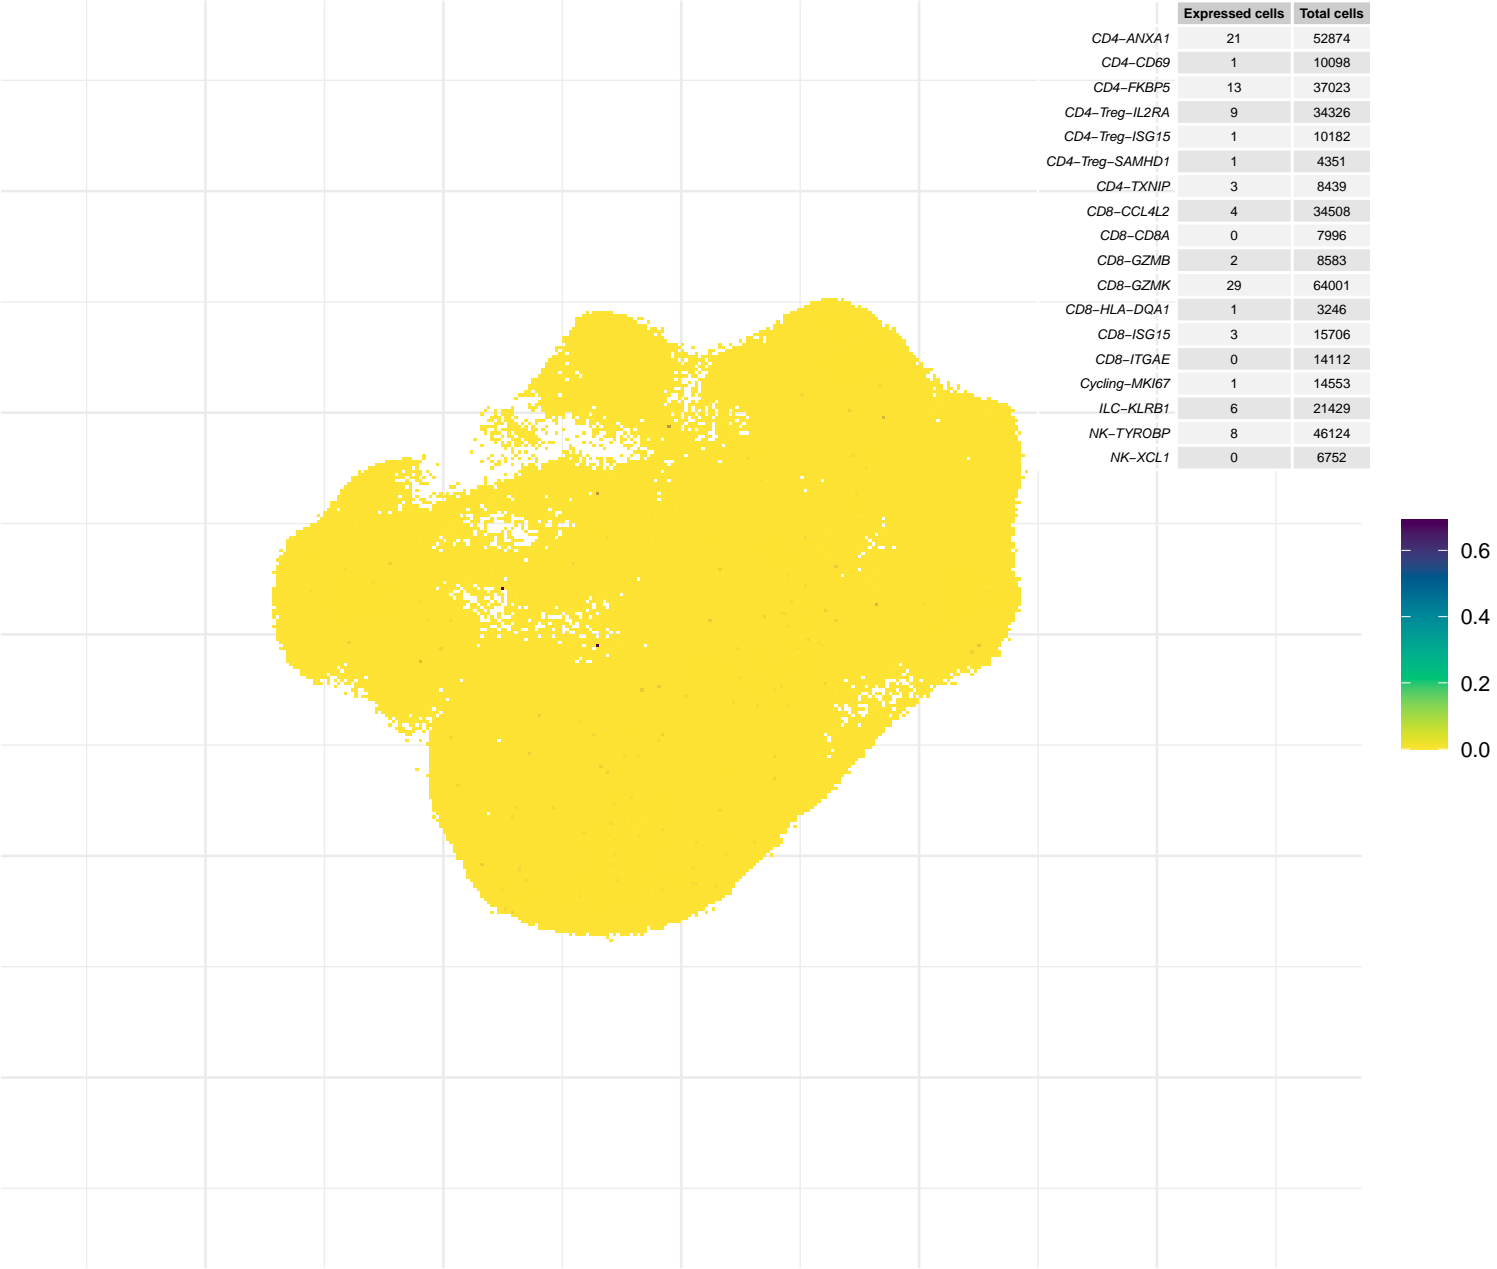 Expressed cells Total cells
CD4−ANXA1 21 52874
CD4−CD69 1 10098
CD4−FKBP5 13 37023
CD4−Treg−IL2RA 9 34326
CD4−Treg−ISG15 1 10182
CD4−Treg−SAMHD1 1 4351
CD4−TXNIP 3 8439
CD8−CCL4L2 4 34508
CD8−CD8A 0 7996
CD8−GZMB 2 8583
CD8−GZMK 29 64001
CD8−HLA−DQA1 1 3246
CD8−ISG15 3 15706
CD8−ITGAE 0 14112
Cycling−MKI67 1 14553
ILC−KLRB1 6 21429
NK−TYROBP 8 46124
NK−XCL1 0 6752
0.6
0.4
0.2
0.0